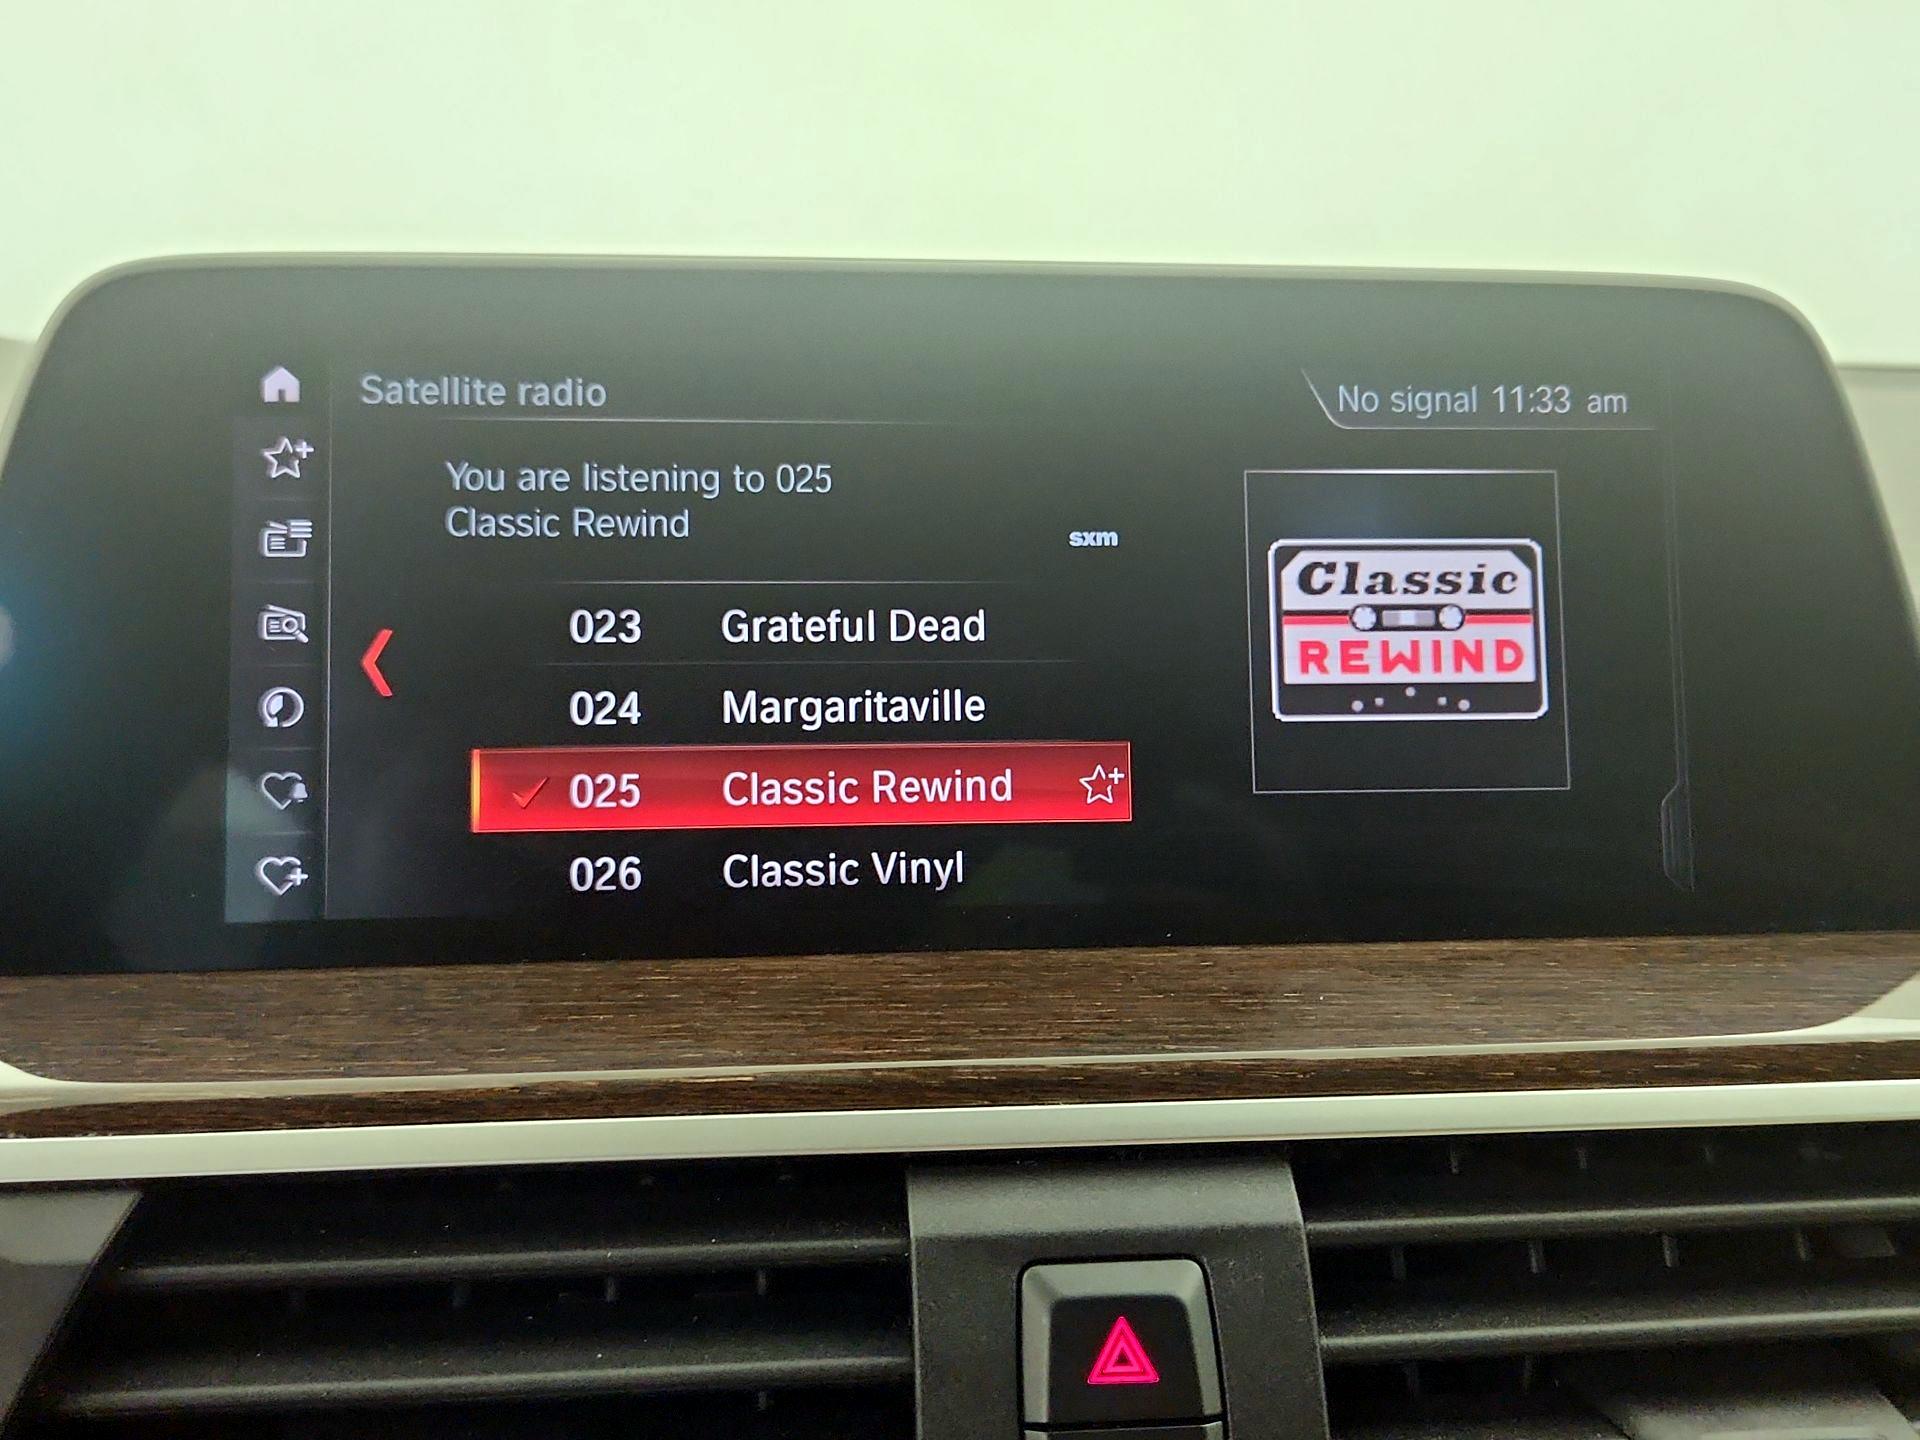 Satellite radio
No signal 11:33 am
You are listening to 025
Classic Rewind
sxm
023 Grateful Dead
024 Margaritaville
025 Classic Rewind
026 Classic Vinyl
Classic
REWIND